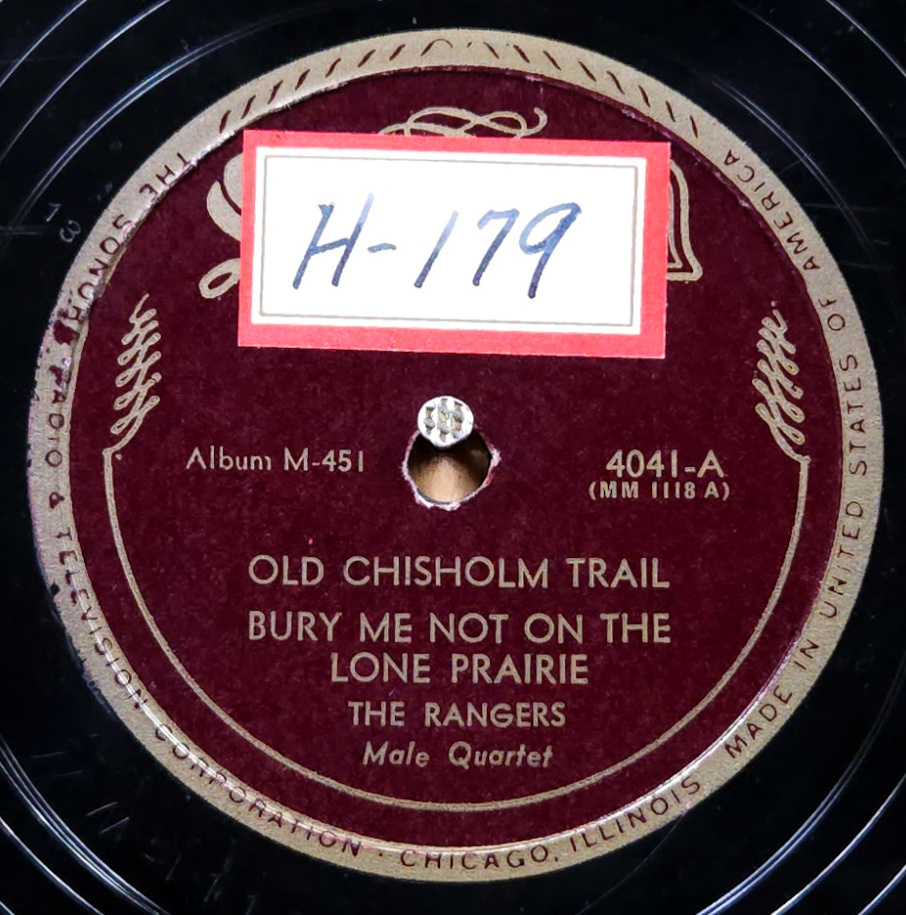 H-179
Album M-451
4041-A
(MM 1118 A)
OLD CHISHOLM TRAIL
BURY ME NOT ON THE
LONE PRAIRIE
THE RANGERS
Male Quartet
THE SONORA RADIO & TELEVISION CORPORATION · CHICAGO, ILLINOIS MADE IN UNITED STATES OF AMERICA